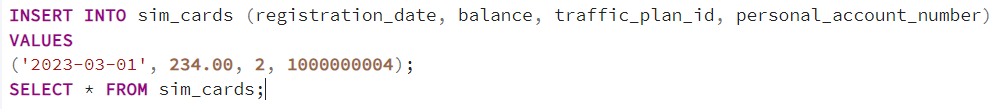 INSERT INTO sim_cards (registration_date, balance, traffic_plan_id, personal_account_number)
VALUES
('2023-03-01', 234.00, 2, 1000000004);
SELECT * FROM sim_cards;